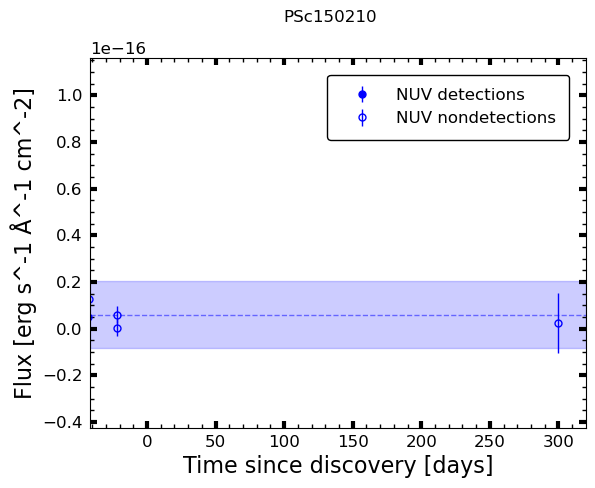 PSc150210
1e−16
Flux [erg s^-1 Å^-1 cm^-2]
1.0
0.8
0.6
0.4
0.2
0.0
−0.2
−0.4
NUV detections
NUV nondetections
0 50 100 150 200 250 300
Time since discovery [days]